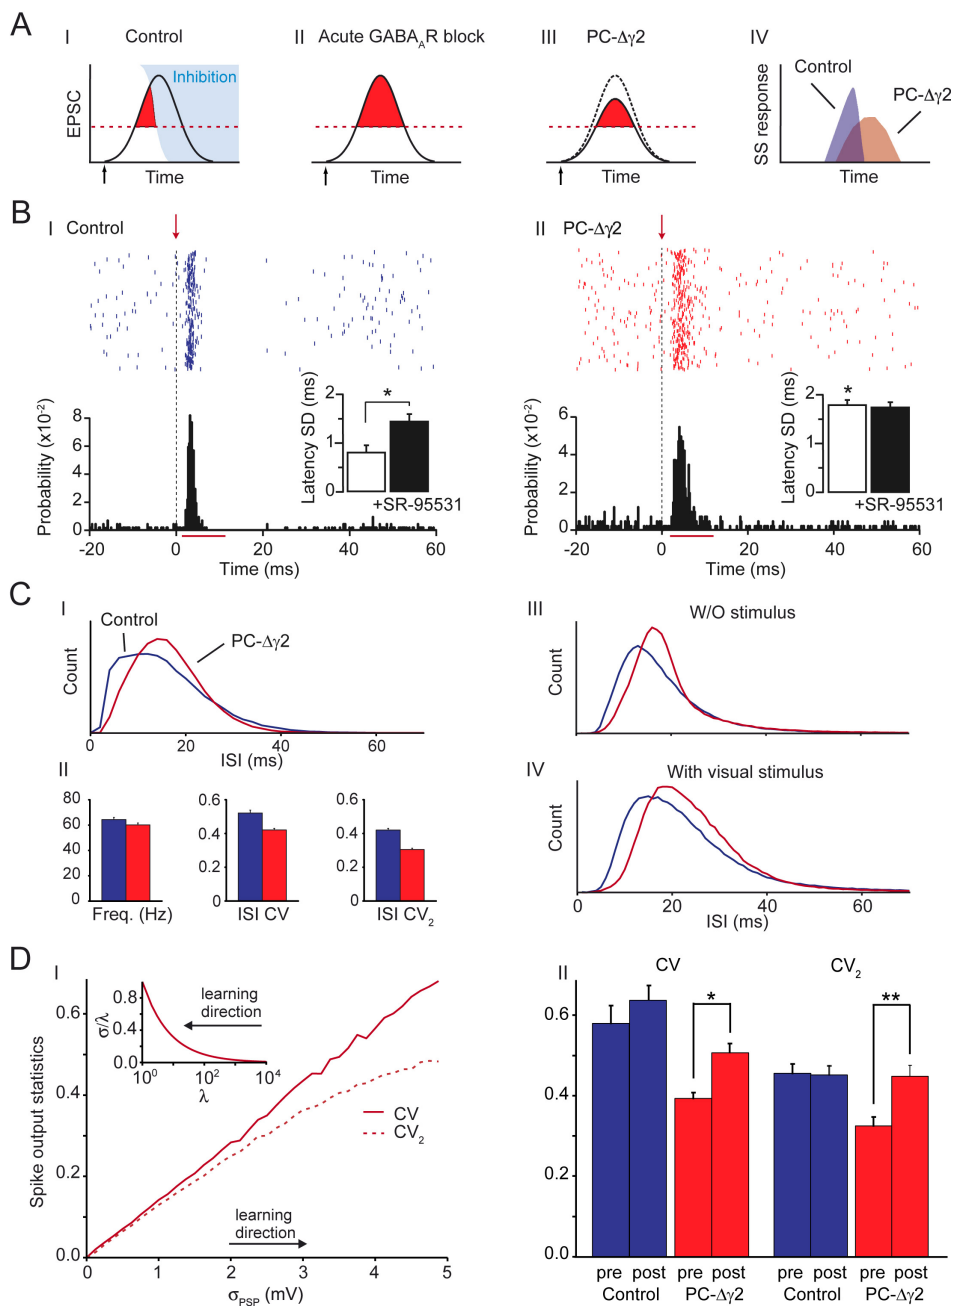 A
I Control
II Acute GABA_AR block
III PC-Δγ2
IV
Inhibition
EPSC
Time
Time
Time
SS response
Control
PC-Δγ2
Time
B
I Control
II PC-Δγ2
Probability (x10⁻²)
8
6
4
2
0
-20 0 20 40 60
Time (ms)
Latency SD (ms)
2
1
0
*
+SR-95531
Probability (x10⁻²)
6
4
2
0
-20 0 20 40 60
Time (ms)
Latency SD (ms)
2
1
0
*
+SR-95531
C
I
Control
PC-Δγ2
Count
0 20 40 60
ISI (ms)
II
80
60
40
20
0
Freq. (Hz)
0.6
0.4
0.2
0
ISI CV
0.6
0.4
0.2
0
ISI CV₂
III
W/O stimulus
Count
IV
With visual stimulus
Count
0 20 40 60
ISI (ms)
D
I
Spike output statistics
0.6
0.4
0.2
0.0
0 1 2 3 4 5
σPSP (mV)
σ/λ
0.8
0.4
0.0
10⁰ 10² 10⁴
λ
learning
direction
CV
CV₂
learning
direction
II
CV CV₂
0.6
0.4
0.2
0.0
*
**
pre post pre post pre post pre post
Control PC-Δγ2 Control PC-Δγ2